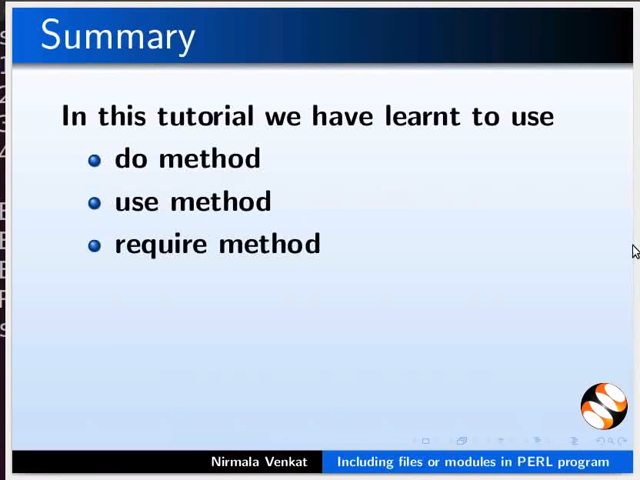 Summary
In this tutorial we have learnt to use
do method
use method
require method
Nirmala Venkat
Including files or modules in PERL program